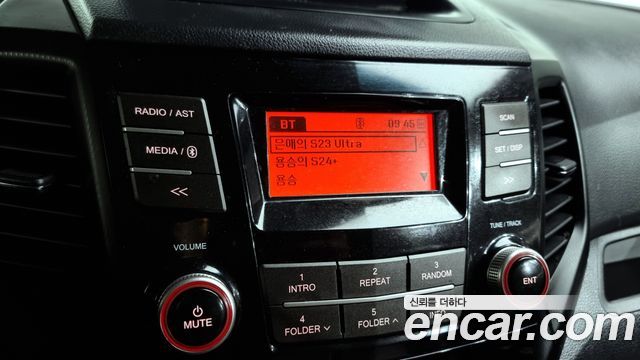 RADIO / AST
MEDIA /
<<
BT
09:45
은해의 S23 Ultra
용승의 S24+
용승
SCAN
SET / DISP
>>
VOLUME
TUNE / TRACK
MUTE
ENT
1
INTRO
2
REPEAT
3
RANDOM
4
FOLDER ∨
5
FOLDER ∧
INFO
신뢰를 더하다
encar.com